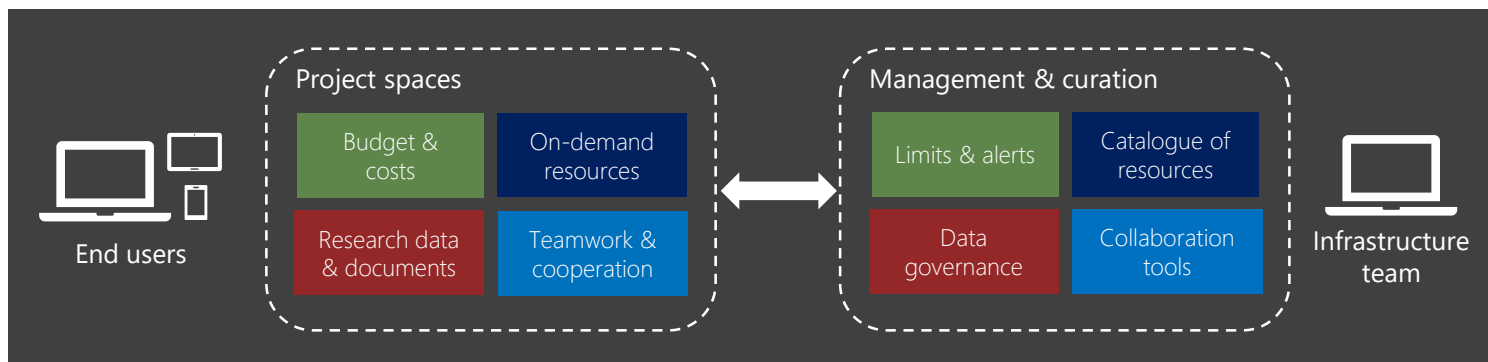 Project spaces
Budget &
costs
On-demand
resources
Research data
& documents
Teamwork &
cooperation
End users
Management & curation
Limits & alerts
Catalogue of
resources
Data
governance
Collaboration
tools
Infrastructure
team